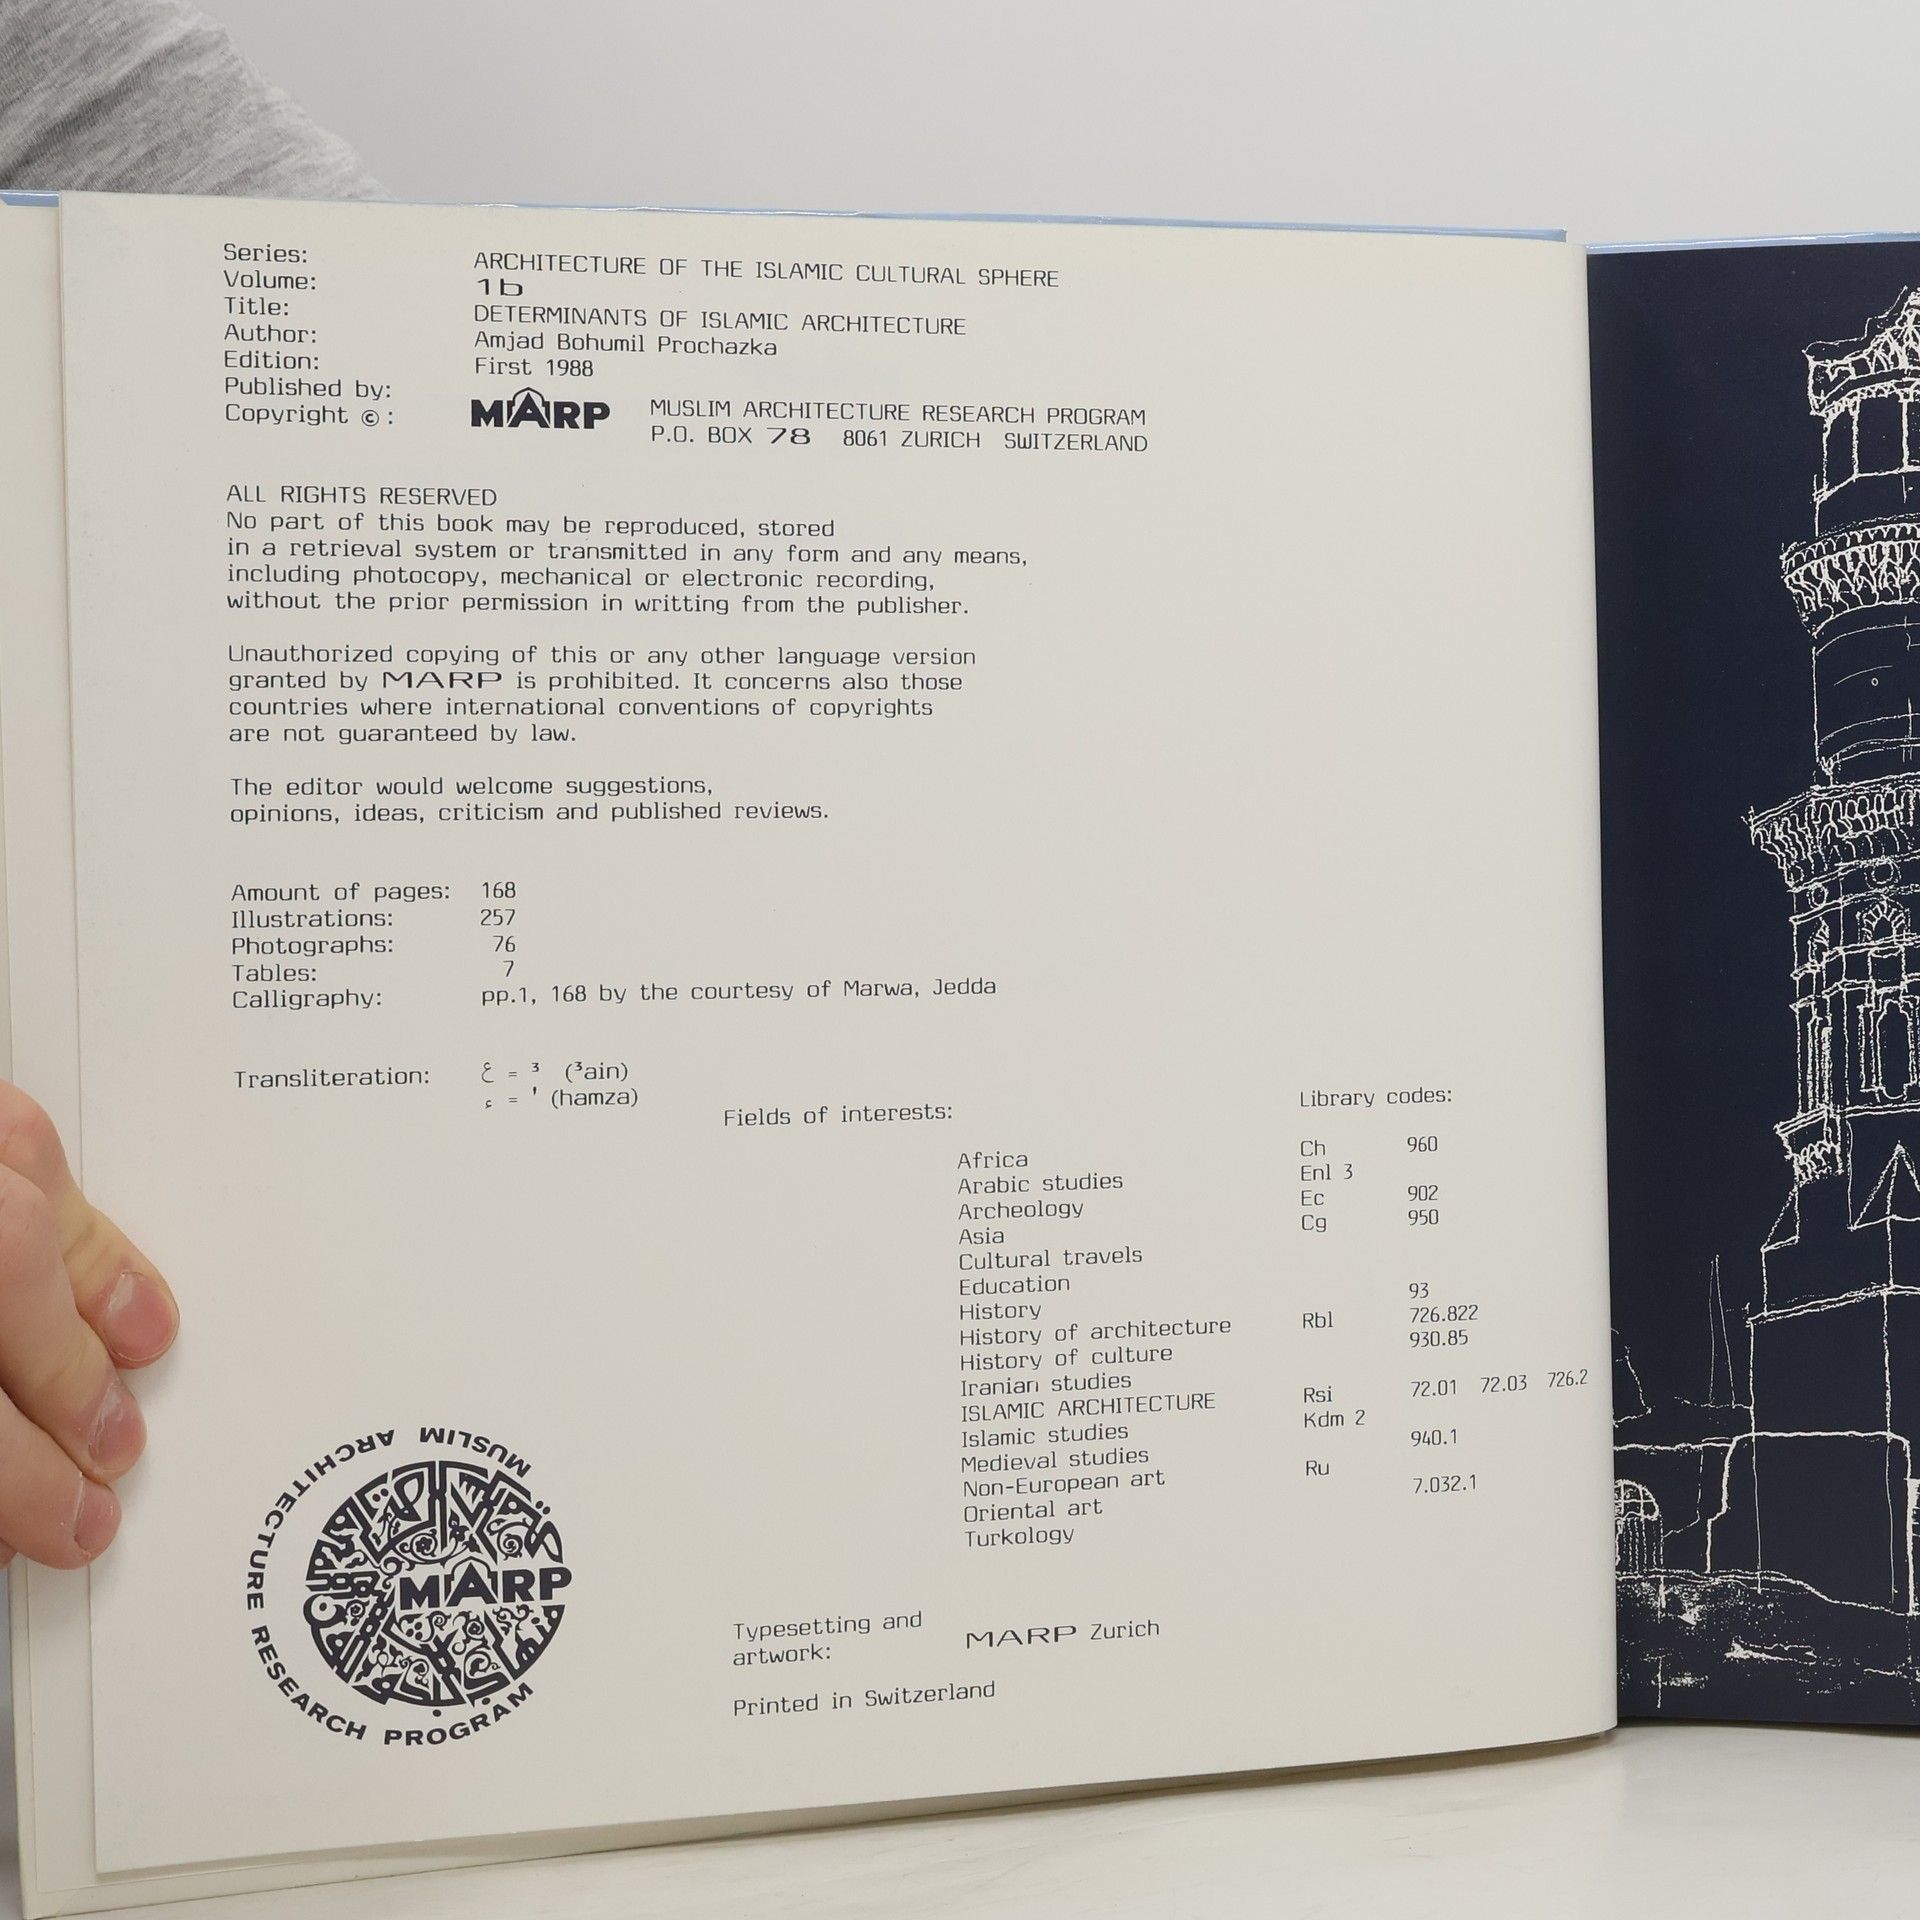 Series: ARCHITECTURE OF THE ISLAMIC CULTURAL SPHERE
Volume: 1b
Title: DETERMINANTS OF ISLAMIC ARCHITECTURE
Author: Amjad Bohumil Prochazka
Edition: First 1988
Published by:
Copyright ©: MARP MUSLIM ARCHITECTURE RESEARCH PROGRAM
P.O. BOX 78 8061 ZURICH SWITZERLAND
ALL RIGHTS RESERVED
No part of this book may be reproduced, stored
in a retrieval system or transmitted in any form and any means,
including photocopy, mechanical or electronic recording,
without the prior permission in writting from the publisher.
Unauthorized copying of this or any other language version
granted by MARP is prohibited. It concerns also those
countries where international conventions of copyrights
are not guaranteed by law.
The editor would welcome suggestions,
opinions, ideas, criticism and published reviews.
Amount of pages: 168
Illustrations: 257
Photographs: 76
Tables: 7
Calligraphy: pp.1, 168 by the courtesy of Marwa, Jedda
Transliteration: ع = ³ (³ain)
ء = ' (hamza)
Fields of interests: Library codes:
Africa Ch 960
Arabic studies Enl 3
Archeology Ec 902
Asia Cg 950
Cultural travels
Education
History 93
History of architecture Rbl 726.822
History of culture 930.85
Iranian studies
ISLAMIC ARCHITECTURE Rsi 72.01 72.03 726.2
Islamic studies Kdm 2
Medieval studies 940.1
Non-European art Ru
Oriental art 7.032.1
Turkology
MUSLIM ARCHITECTURE RESEARCH PROGRAM
MARP
Typesetting and
artwork: MARP Zurich
Printed in Switzerland